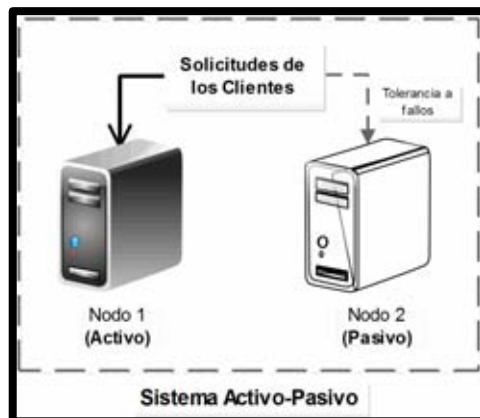 Solicitudes de
los Clientes
Tolerancia a
fallos
Nodo 1
(Activo)
Nodo 2
(Pasivo)
Sistema Activo-Pasivo